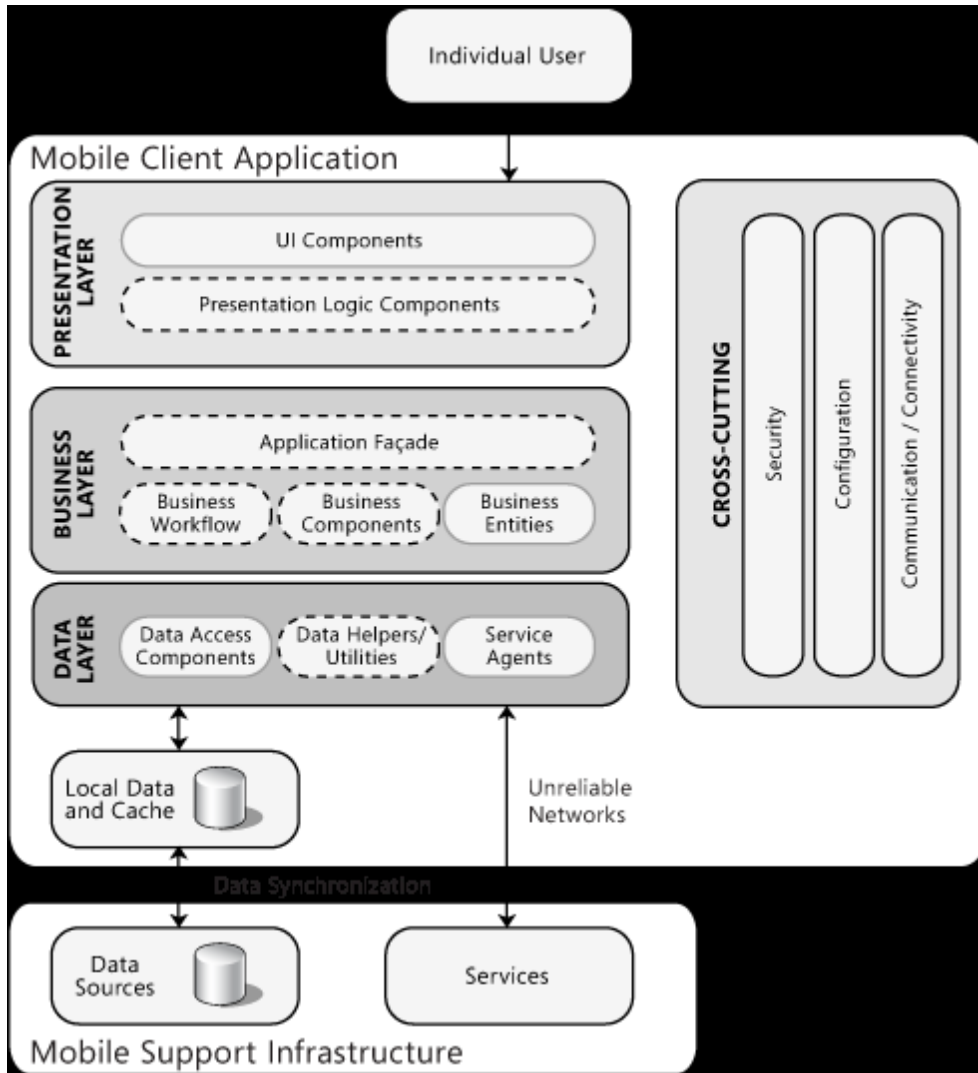 Individual User
Mobile Client Application
PRESENTATION
LAYER
UI Components
Presentation Logic Components
BUSINESS
LAYER
Application Façade
Business
Workflow
Business
Components
Business
Entities
DATA
LAYER
Data Access
Components
Data Helpers/
Utilities
Service
Agents
CROSS-CUTTING
Security
Configuration
Communication / Connectivity
Local Data
and Cache
Unreliable
Networks
Data Synchronization
Data
Sources
Services
Mobile Support Infrastructure